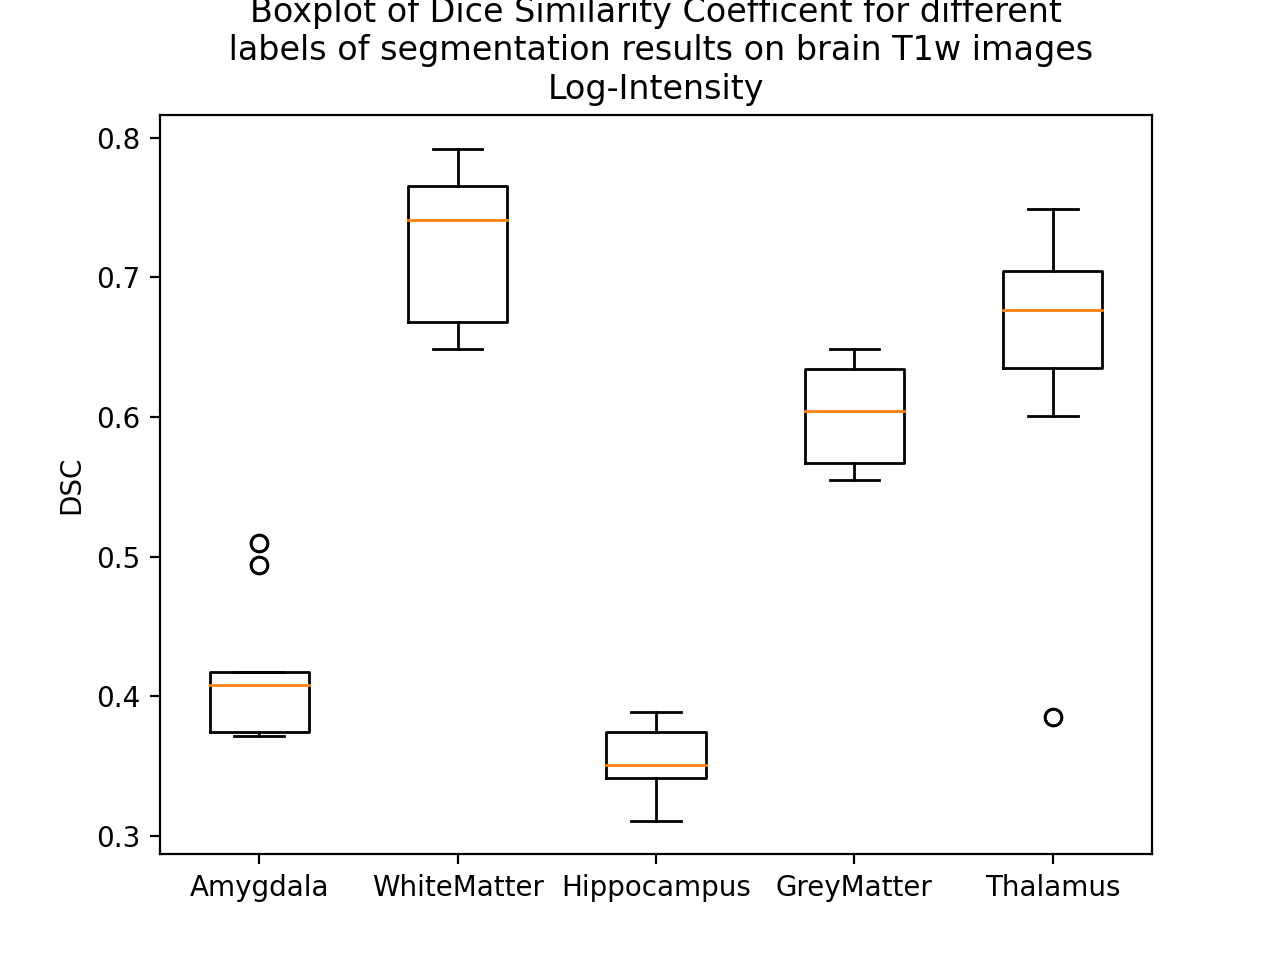 Boxplot of Dice Similarity Coefficent for different
labels of segmentation results on brain T1w images
Log-Intensity
0.8
0.7
0.6
0.5
0.4
0.3
DSC
Amygdala WhiteMatter Hippocampus GreyMatter Thalamus